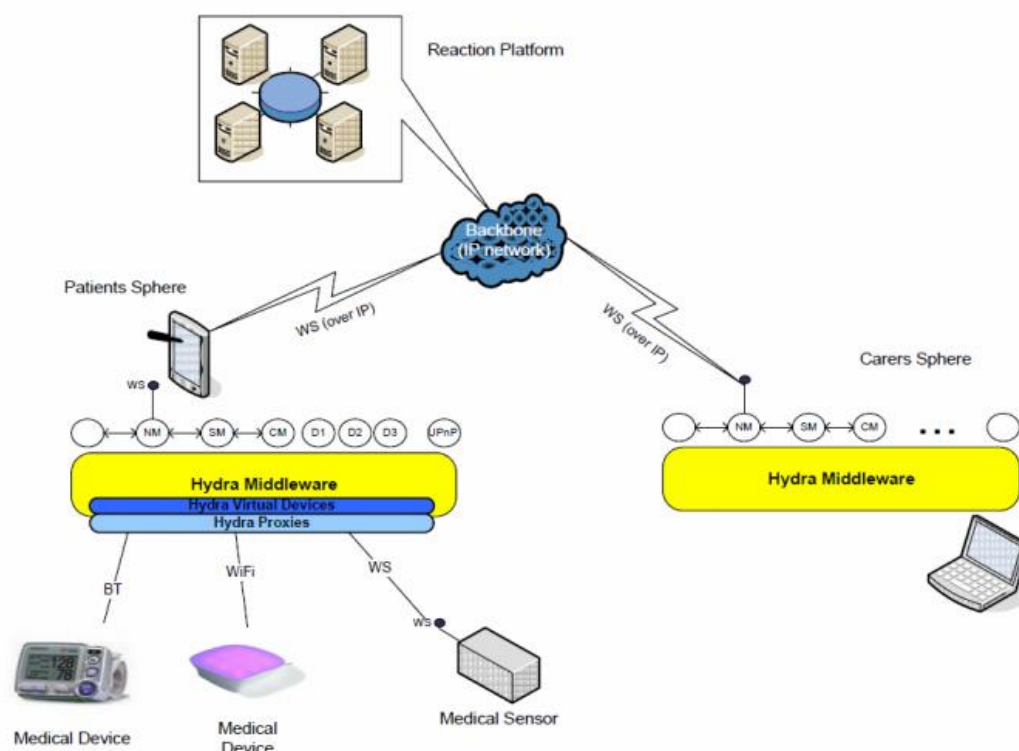 Reaction Platform
Backbone
(IP network)
Patients Sphere
WS (over IP)
WS (over IP)
Carers Sphere
WS
NM
SM
CM
D1
D2
D3
UPnP
NM
SM
CM
...
Hydra Middleware
Hydra Virtual Devices
Hydra Proxies
Hydra Middleware
BT
WiFi
WS
WS
128
78
Medical Device
Medical
Device
Medical Sensor